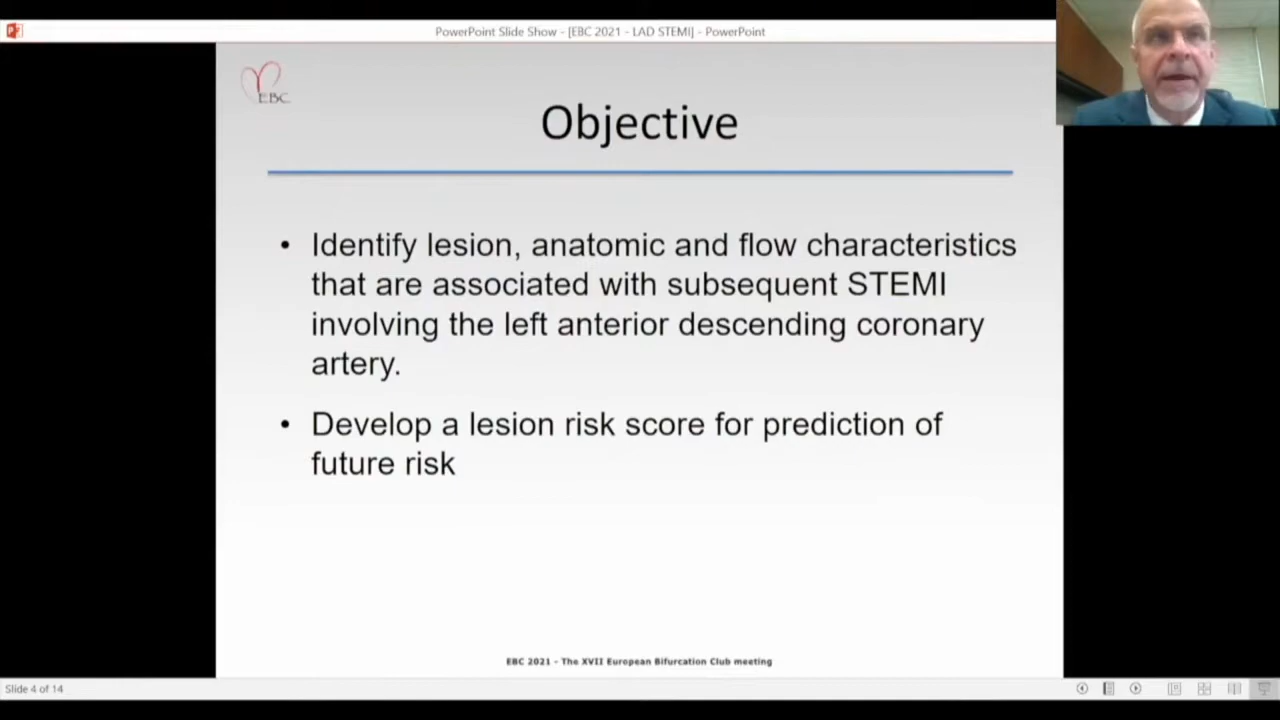 PowerPoint Slide Show - [EBC 2021 - LAD STEMI] - PowerPoint
EBC
Objective
• Identify lesion, anatomic and flow characteristics
that are associated with subsequent STEMI
involving the left anterior descending coronary
artery.
• Develop a lesion risk score for prediction of
future risk
EBC 2021 - The XVII European Bifurcation Club meeting
Slide 4 of 14